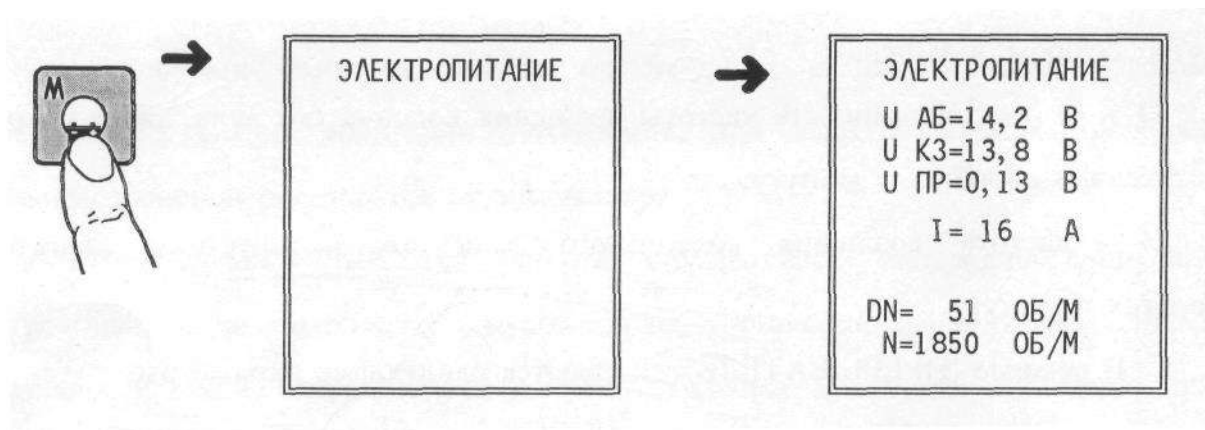 М
ЭЛЕКТРОПИТАНИЕ
ЭЛЕКТРОПИТАНИЕ
U АБ=14,2 В
U КЗ=13,8 В
U ПР=0,13 В
I= 16 А
DN= 51 ОБ/М
N=1850 ОБ/М